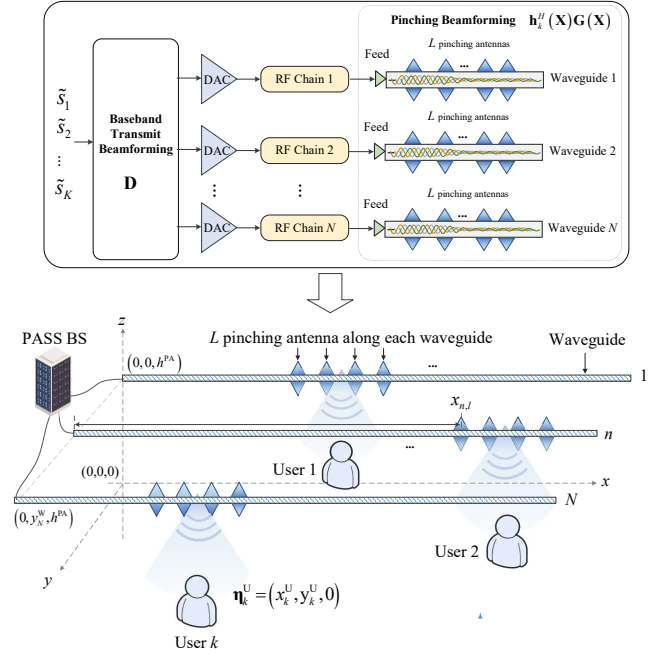 Pinching Beamforming h_k^H(X)G(X)
L pinching antennas
...
DAC
RF Chain 1
Feed
Waveguide 1
s̃_1
s̃_2
⋮
s̃_K
Baseband
Transmit
Beamforming
D
L pinching antennas
...
DAC
RF Chain 2
Feed
Waveguide 2
⋮
⋮
L pinching antennas
...
DAC
RF Chain N
Feed
Waveguide N
PASS BS
z
(0, 0, h^PA)
L pinching antenna along each waveguide
Waveguide
...
1
x_{n,l}
n
...
User 1
(0,0,0)
x
N
(0, y_N^W, h^PA)
User 2
y
η_k^U = (x_k^U, y_k^U, 0)
User k